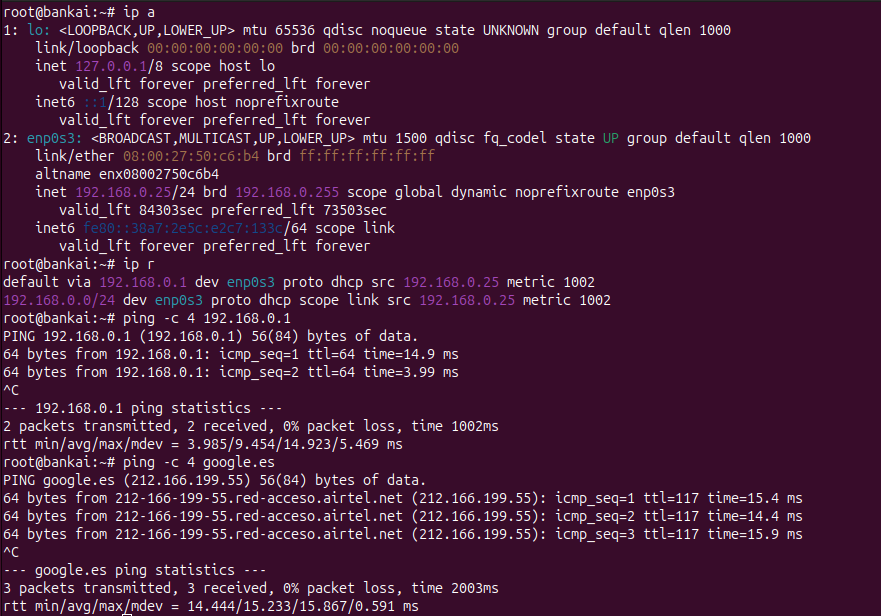 root@bankai:~# ip a
1: lo: <LOOPBACK,UP,LOWER_UP> mtu 65536 qdisc noqueue state UNKNOWN group default qlen 1000
    link/loopback 00:00:00:00:00:00 brd 00:00:00:00:00:00
    inet 127.0.0.1/8 scope host lo
       valid_lft forever preferred_lft forever
    inet6 ::1/128 scope host noprefixroute
       valid_lft forever preferred_lft forever
2: enp0s3: <BROADCAST,MULTICAST,UP,LOWER_UP> mtu 1500 qdisc fq_codel state UP group default qlen 1000
    link/ether 08:00:27:50:c6:b4 brd ff:ff:ff:ff:ff:ff
    altname enx08002750c6b4
    inet 192.168.0.25/24 brd 192.168.0.255 scope global dynamic noprefixroute enp0s3
       valid_lft 84303sec preferred_lft 73503sec
    inet6 fe80::38a7:2e5c:e2c7:133c/64 scope link
       valid_lft forever preferred_lft forever
root@bankai:~# ip r
default via 192.168.0.1 dev enp0s3 proto dhcp src 192.168.0.25 metric 1002
192.168.0.0/24 dev enp0s3 proto dhcp scope link src 192.168.0.25 metric 1002
root@bankai:~# ping -c 4 192.168.0.1
PING 192.168.0.1 (192.168.0.1) 56(84) bytes of data.
64 bytes from 192.168.0.1: icmp_seq=1 ttl=64 time=14.9 ms
64 bytes from 192.168.0.1: icmp_seq=2 ttl=64 time=3.99 ms
^C
--- 192.168.0.1 ping statistics ---
2 packets transmitted, 2 received, 0% packet loss, time 1002ms
rtt min/avg/max/mdev = 3.985/9.454/14.923/5.469 ms
root@bankai:~# ping -c 4 google.es
PING google.es (212.166.199.55) 56(84) bytes of data.
64 bytes from 212-166-199-55.red-acceso.airtel.net (212.166.199.55): icmp_seq=1 ttl=117 time=15.4 ms
64 bytes from 212-166-199-55.red-acceso.airtel.net (212.166.199.55): icmp_seq=2 ttl=117 time=14.4 ms
64 bytes from 212-166-199-55.red-acceso.airtel.net (212.166.199.55): icmp_seq=3 ttl=117 time=15.9 ms
^C
--- google.es ping statistics ---
3 packets transmitted, 3 received, 0% packet loss, time 2003ms
rtt min/avg/max/mdev = 14.444/15.233/15.867/0.591 ms